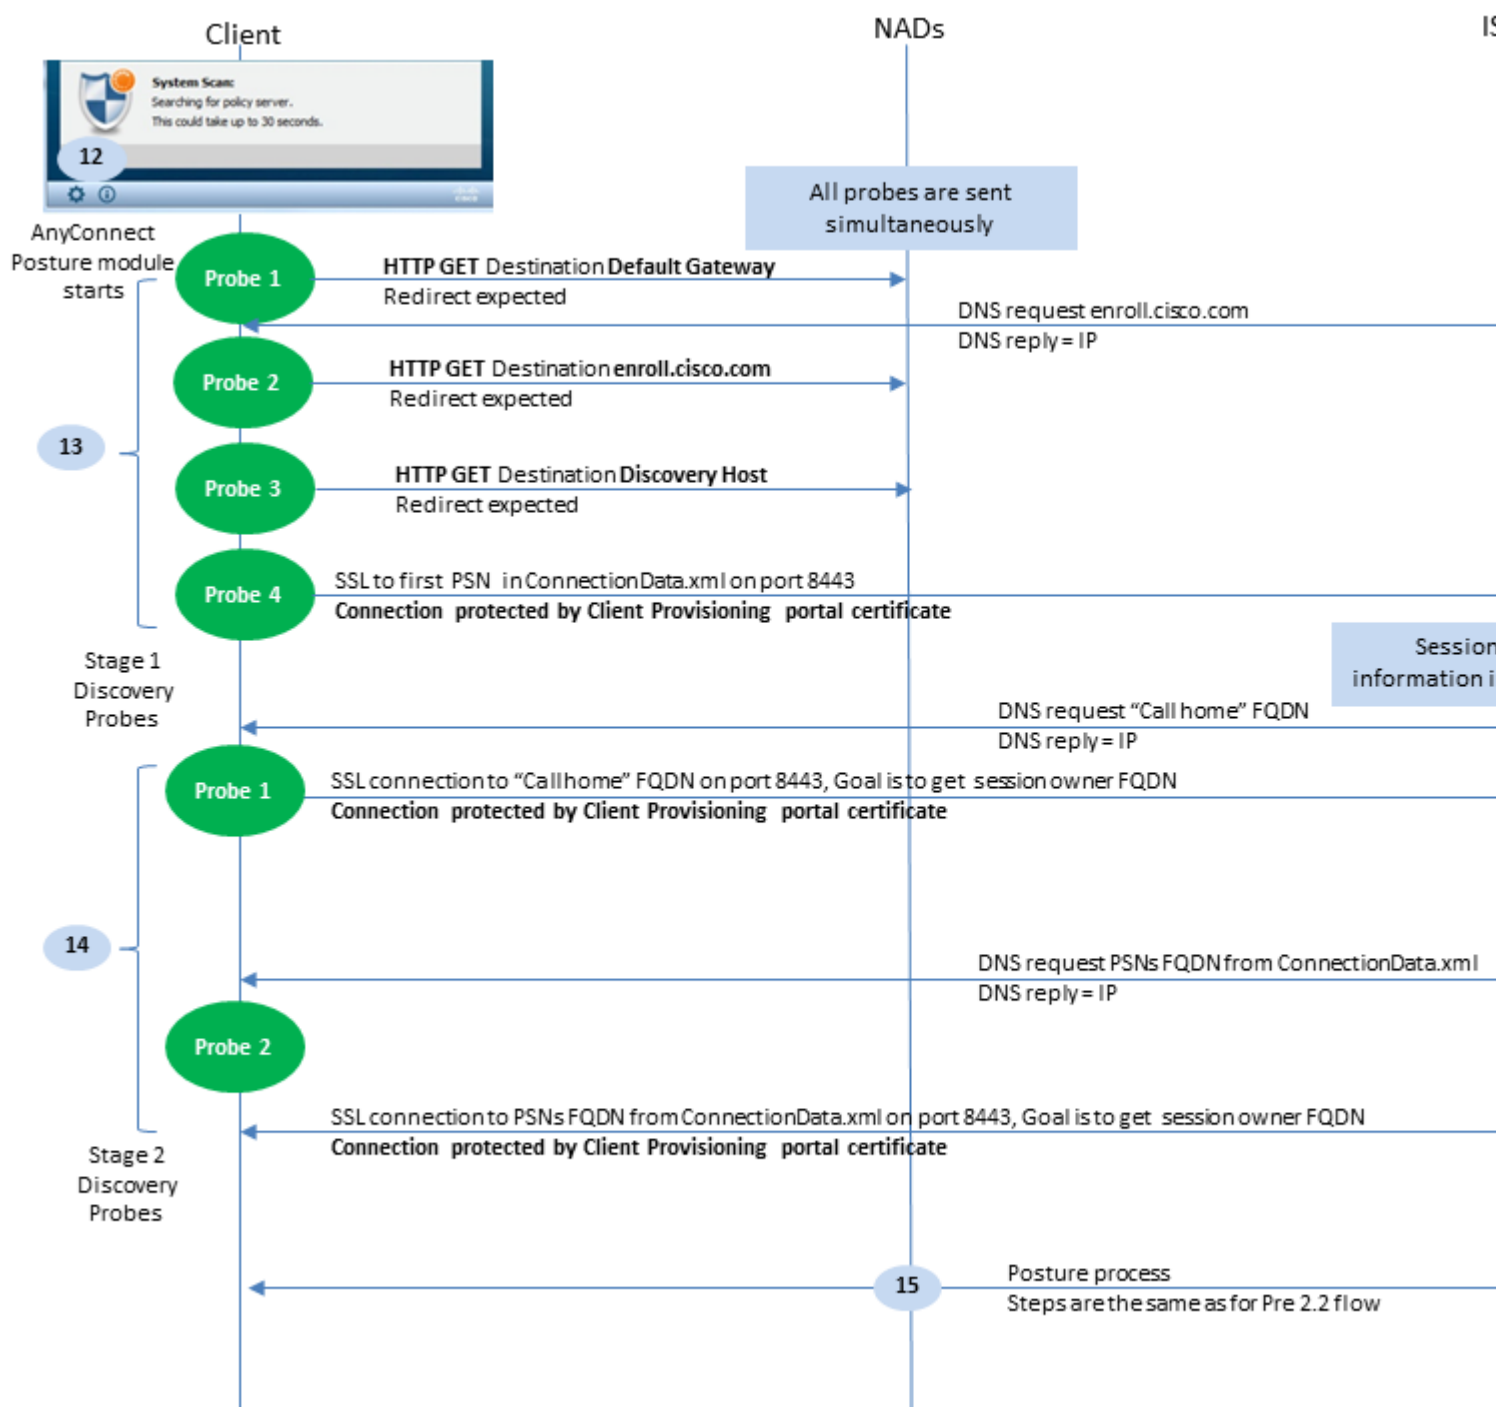 Client
NADs
IS
System Scan:
Searching for policy server.
This could take up to 30 seconds.
12
AnyConnect
Posture module
starts
All probes are sent
simultaneously
Probe 1
HTTP GET Destination Default Gateway
Redirect expected
DNS request enroll.cisco.com
DNS reply = IP
Probe 2
HTTP GET Destination enroll.cisco.com
Redirect expected
13
Probe 3
HTTP GET Destination Discovery Host
Redirect expected
Probe 4
SSL to first PSN in ConnectionData.xml on port 8443
Connection protected by Client Provisioning portal certificate
Stage 1
Discovery
Probes
Session
information i
DNS request “Call home” FQDN
DNS reply = IP
Probe 1
SSL connection to “Call home” FQDN on port 8443, Goal is to get session owner FQDN
Connection protected by Client Provisioning portal certificate
14
DNS request PSNs FQDN from ConnectionData.xml
DNS reply = IP
Probe 2
SSL connection to PSNs FQDN from ConnectionData.xml on port 8443, Goal is to get session owner FQDN
Connection protected by Client Provisioning portal certificate
Stage 2
Discovery
Probes
15
Posture process
Steps are the same as for Pre 2.2 flow